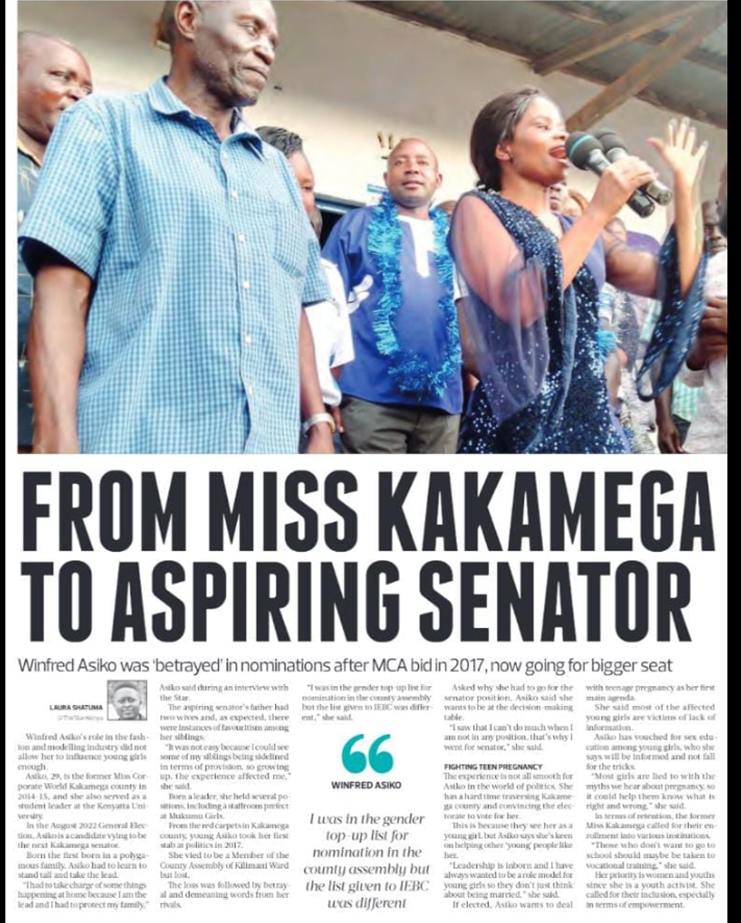 FROM MISS KAKAMEGA
TO ASPIRING SENATOR
Winfred Asiko was 'betrayed' in nominations after MCA bid in 2017, now going for bigger seat
LAURA SHATUMA
@TheStarKenya
Winfred Asiko's role in the fash-
ion and modelling industry did not
allow her to influence young girls
enough.
Asiko, 29, is the former Miss Cor-
porate World Kakamega county in
2014-15, and she also served as a
student leader at the Kenyatta Uni-
versity.
In the August 2022 General Elec-
tion, Asiko is a candidate vying to be
the next Kakamega senator.
Born the first born in a polyga-
mous family, Asiko had to learn to
stand tall and take the lead.
"I had to take charge of some things
happening at home because I am the
lead and I had to protect my family,"
Asiko said during an interview with
the Star.
The aspiring senator's father had
two wives and, as expected, there
were instances of favouritism among
her siblings.
"It was not easy because I could see
some of my siblings being sidelined
in terms of provision, so growing
up, the experience affected me,"
she said.
Born a leader, she held several po-
sitions, including a staffroom prefect
at Mukumu Girls.
From the red carpets in Kakamega
county, young Asiko took her first
stab at politics in 2017.
She vied to be a Member of the
County Assembly of Kilimani Ward
but lost.
The loss was followed by betray-
al and demeaning words from her
rivals.
"I was in the gender top-up list for
nomination in the county assembly
but the list given to IEBC was differ-
ent," she said.
WINFRED ASIKO
I was in the gender
top-up list for
nomination in the
county assembly but
the list given to IEBC
was different
Asked why she had to go for the
senator position, Asiko said she
wants to be at the decision-making
table.
"I saw that I can't do much when I
am not in any position, that's why I
went for senator," she said.
FIGHTING TEEN PREGNANCY
The experience is not all smooth for
Asiko in the world of politics. She
has a hard time traversing Kakame-
ga county and convincing the elec-
torate to vote for her.
This is because they see her as a
young girl, but Asiko says she's keen
on helping other 'young' people like
her.
"Leadership is inborn and I have
always wanted to be a role model for
young girls so they don't just think
about being married," she said.
If elected, Asiko wants to deal
with teenage pregnancy as her first
main agenda.
She said most of the affected
young girls are victims of lack of
information.
Asiko has vouched for sex edu-
cation among young girls, who she
says will be informed and not fall
for the tricks.
"Most girls are lied to with the
myths we hear about pregnancy, so
it could help them know what is
right and wrong," she said.
In terms of retention, the former
Miss Kakamega called for their en-
rollment into various institutions.
"Those who don't want to go to
school should maybe be taken to
vocational training," she said.
Her priority is women and youths
since she is a youth activist. She
called for their inclusion, especially
in terms of empowerment.